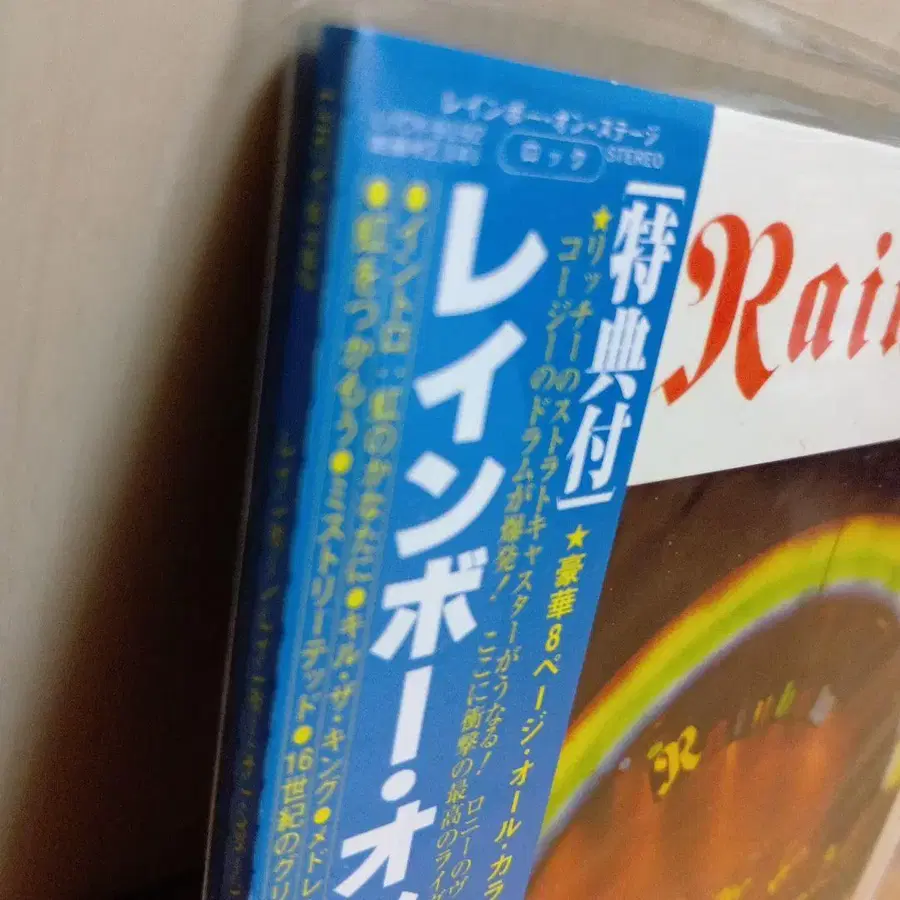 レインボー・オン・ステージ
ロック STEREO
[特典付]
★豪華8ページ・オール・カラ
★リッチーのストラトキャスターがうなる! ロニーのヴ
コージーのドラムが爆発! ここに衝撃の最高のライヴ
レインボー・オ
●イントロ:虹のかなたに●キル・ザ・キング●メドレ
●虹をつかもう●ミストリーテッド●16世紀のグリ
Rain
Rainbow